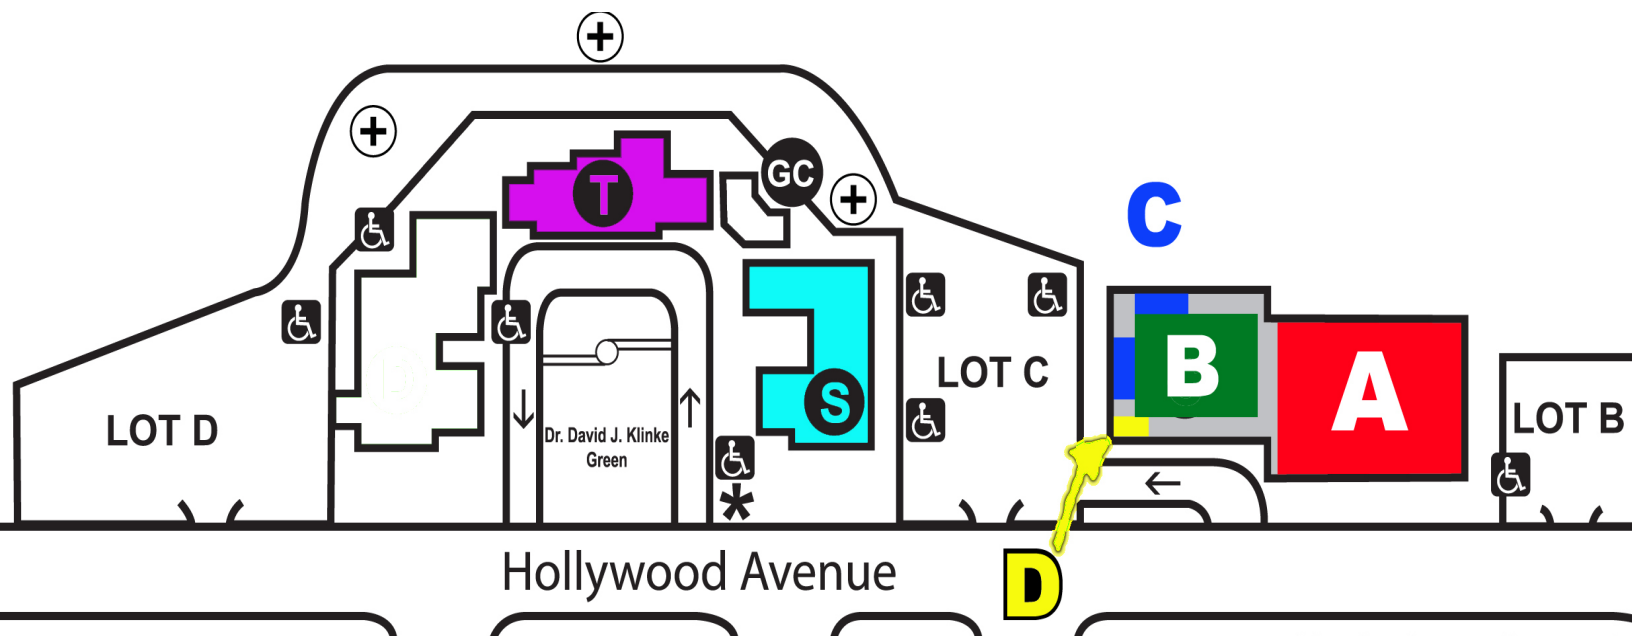 T
GC
C
LOT C
B
A
S
LOT D
LOT B
Dr. David J. Klinke
Green
*
Hollywood Avenue
D